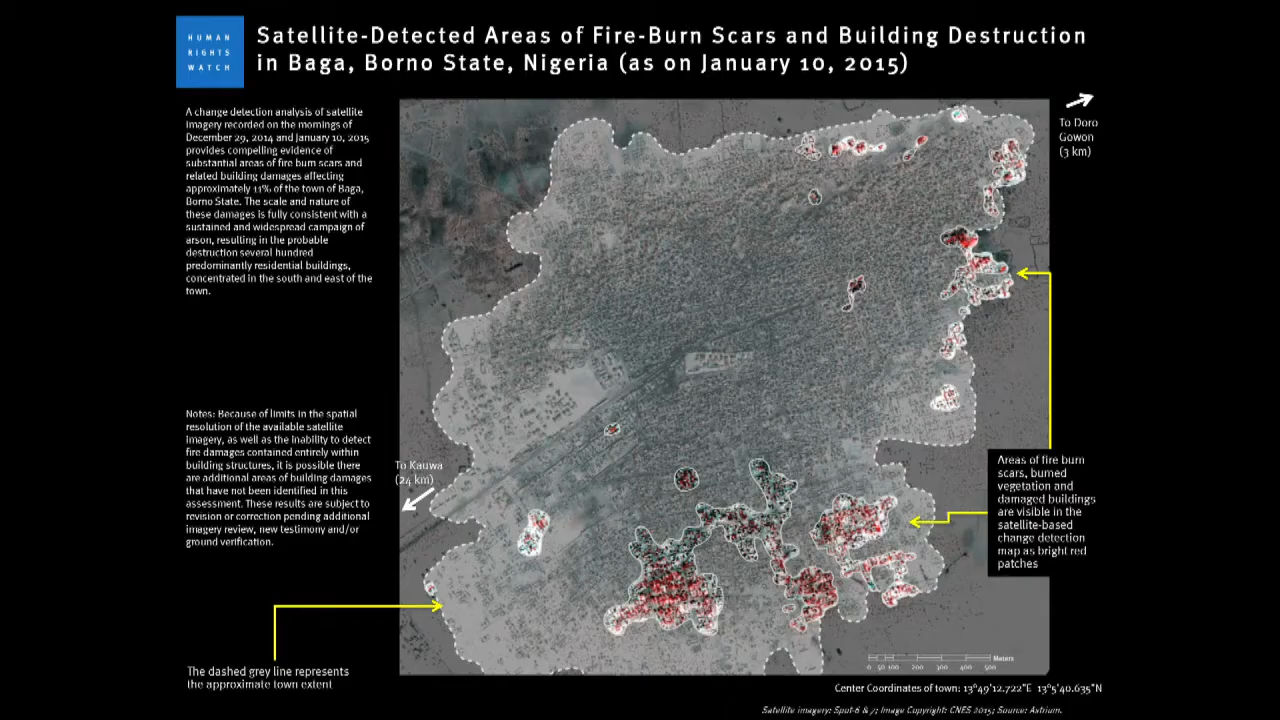 HUMAN
RIGHTS
WATCH
Satellite-Detected Areas of Fire-Burn Scars and Building Destruction
in Baga, Borno State, Nigeria (as on January 10, 2015)
A change detection analysis of satellite
imagery recorded on the mornings of
December 29, 2014 and January 10, 2015
provides compelling evidence of
substantial areas of fire burn scars and
related building damages affecting
approximately 11% of the town of Baga,
Borno State. The scale and nature of
these damages is fully consistent with a
sustained and widespread campaign of
arson, resulting in the probable
destruction several hundred
predominantly residential buildings,
concentrated in the south and east of the
town.
Notes: Because of limits in the spatial
resolution of the available satellite
imagery, as well as the inability to detect
fire damages contained entirely within
building structures, it is possible there
are additional areas of building damages
that have not been identified in this
assessment. These results are subject to
revision or correction pending additional
imagery review, new testimony and/or
ground verification.
To Doro
Gowon
(3 km)
To Kauwa
(24 km)
Areas of fire burn
scars, burned
vegetation and
damaged buildings
are visible in the
satellite-based
change detection
map as bright red
patches
The dashed grey line represents
the approximate town extent
Meters
0 50 100 200 300 400 500
Center Coordinates of town: 13°49'12.722"E 13°5'40.635"N
Satellite imagery: Spot-6 & 7; Image Copyright: CNES 2015; Source: Astrium.